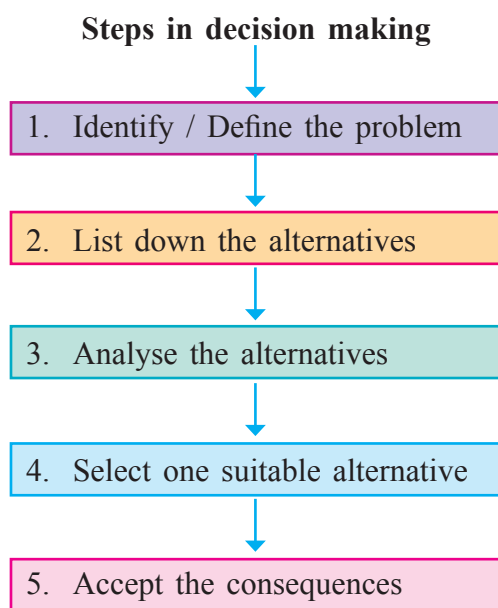 Steps in decision making
1. Identify / Define the problem
2. List down the alternatives
3. Analyse the alternatives
4. Select one suitable alternative
5. Accept the consequences